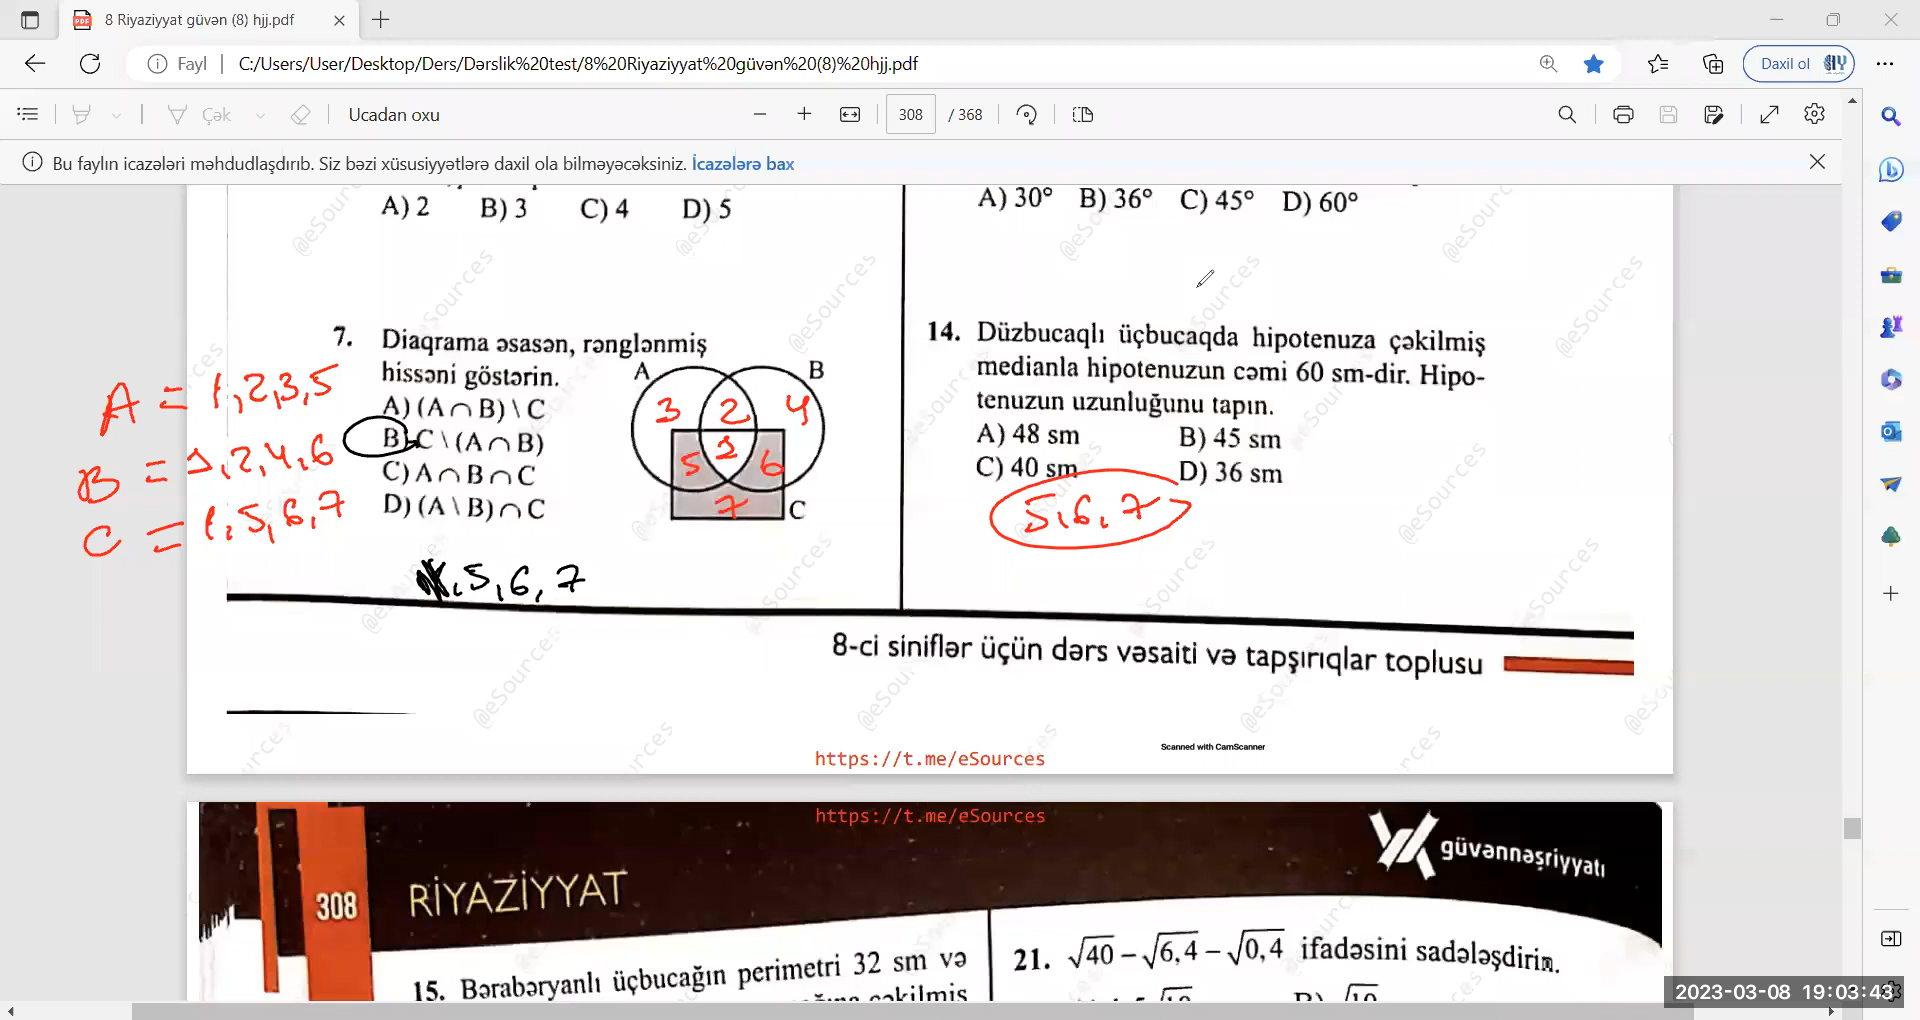 8 Riyaziyyat güvən (8) hjj.pdf
Fayl
C:/Users/User/Desktop/Ders/Dərslik%20test/8%20Riyaziyyat%20güvən%20(8)%20hjj.pdf
Daxil ol
Çək
Ucadan oxu
308 / 368
Bu faylın icazələri məhdudlaşdırıb. Siz bəzi xüsusiyyətlərə daxil ola bilməyəcəksiniz. İcazələrə bax
A) 2 B) 3 C) 4 D) 5
7. Diaqrama əsasən, rənglənmiş
hissəni göstərin.
A) (A∩B) \ C
B) C \ (A∩B)
C) A∩B∩C
D) (A \ B)∩C
A B
3 2 4
1
5 6
7
C
A = 1,2,3,5
B = 1,2,4,6
C = 1,5,6,7
,5,6,7
A) 30° B) 36° C) 45° D) 60°
14. Düzbucaqlı üçbucaqda hipotenuza çəkilmiş
medianla hipotenuzun cəmi 60 sm-dir. Hipo-
tenuzun uzunluğunu tapın.
A) 48 sm B) 45 sm
C) 40 sm D) 36 sm
5,6,7
8-ci siniflər üçün dərs vəsaiti və tapşırıqlar toplusu
Scanned with CamScanner
https://t.me/eSources
https://t.me/eSources
güvənnəşriyyatı
308 RİYAZİYYAT
15. Bərabəryanlı üçbucağın perimetri 32 sm və
çəkilmiş
21. √40 − √6,4 − √0,4 ifadəsini sadələşdirin.
B) √10
@eSources
2023-03-08 19:03:43